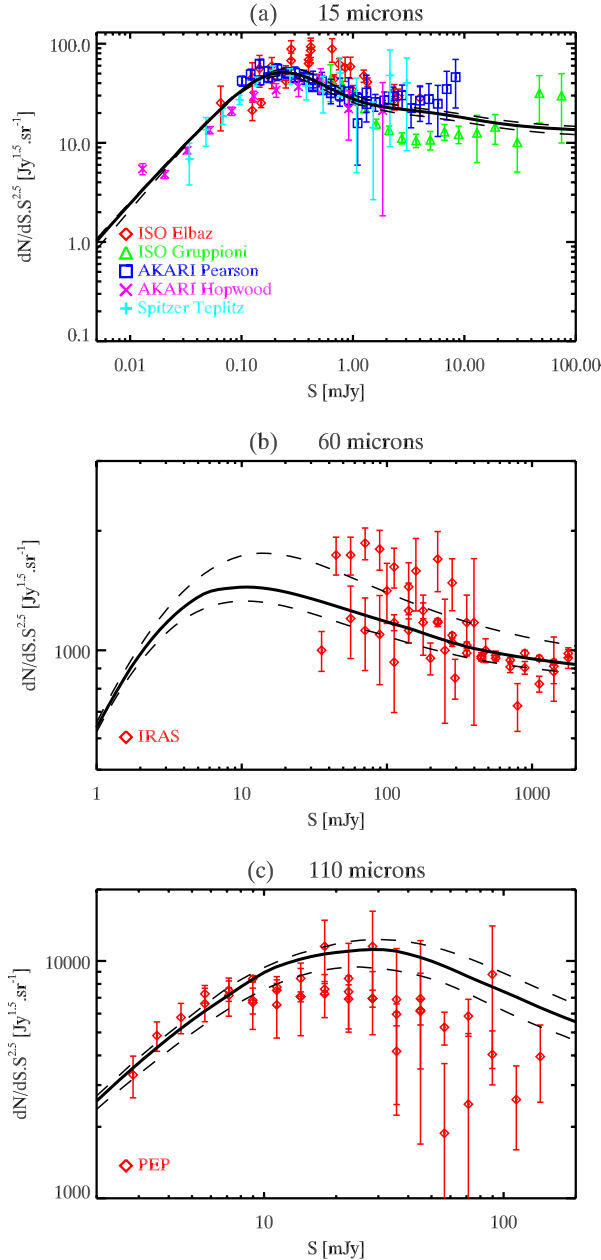 (a) 15 microns
100.0
10.0
1.0
0.1
dN/dS.S^2.5 [Jy^1.5.sr^-1]
ISO Elbaz
ISO Gruppioni
AKARI Pearson
AKARI Hopwood
Spitzer Teplitz
0.01 0.10 1.00 10.00 100.00
S [mJy]
(b) 60 microns
1000
dN/dS.S^2.5 [Jy^1.5.sr^-1]
IRAS
1 10 100 1000
S [mJy]
(c) 110 microns
10000
1000
dN/dS.S^2.5 [Jy^1.5.sr^-1]
PEP
10 100
S [mJy]